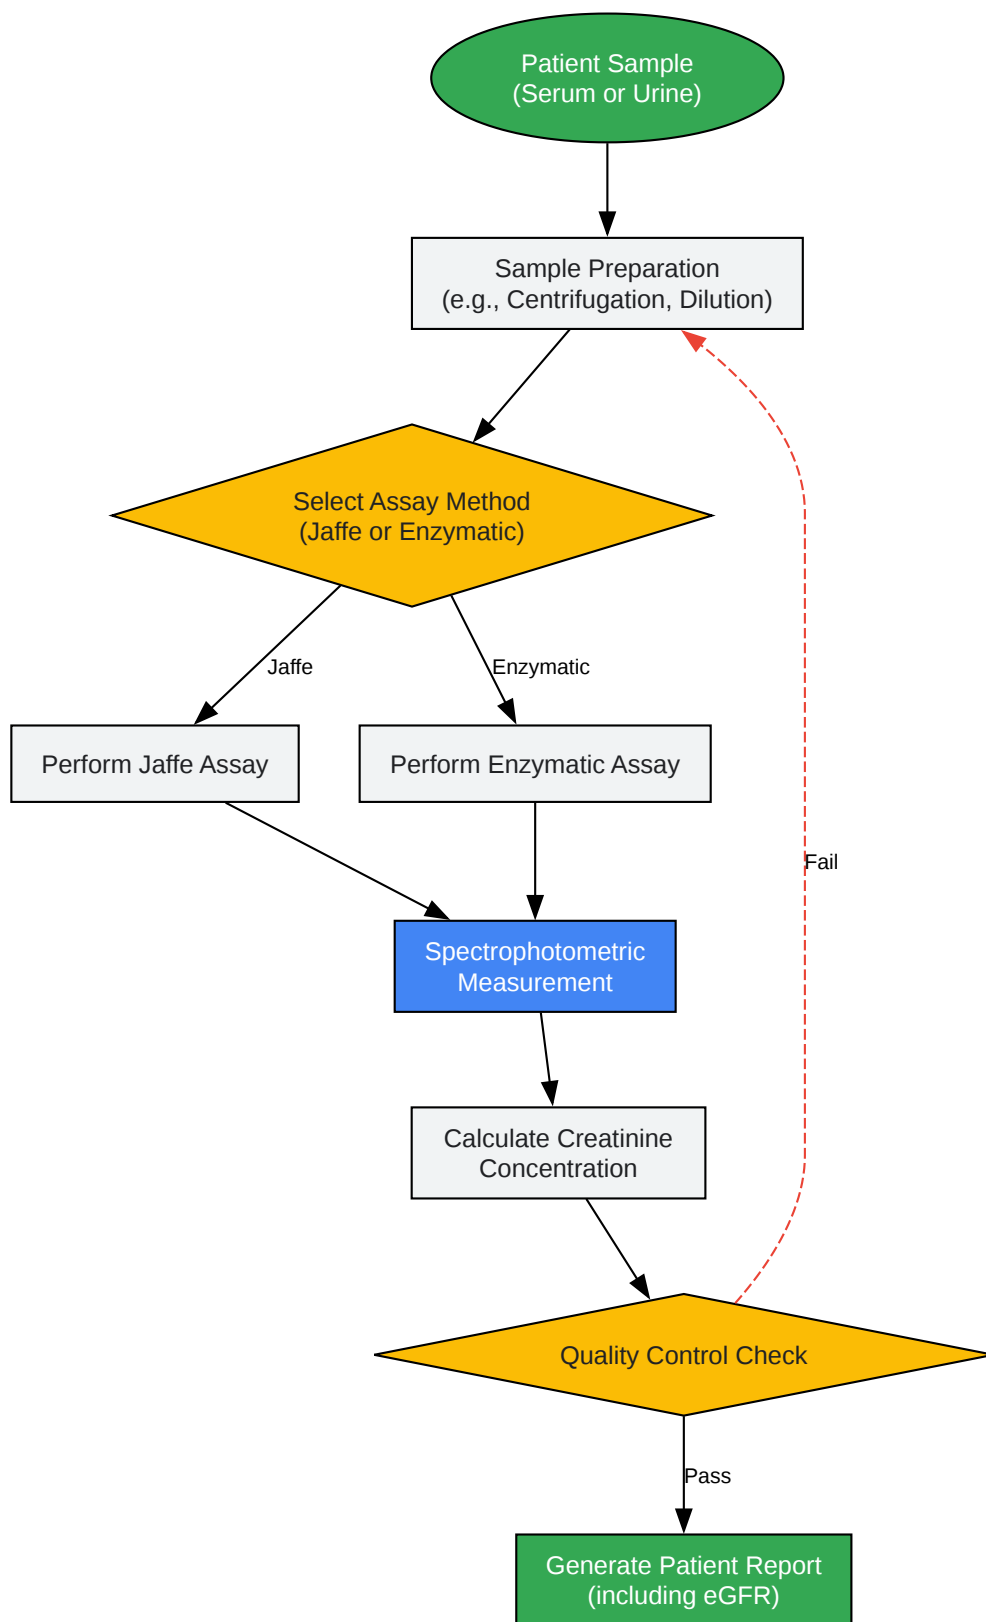 Patient Sample
(Serum or Urine)
Sample Preparation
(e.g., Centrifugation, Dilution)
Select Assay Method
(Jaffe or Enzymatic)
Jaffe
Enzymatic
Perform Jaffe Assay
Perform Enzymatic Assay
Fail
Spectrophotometric
Measurement
Calculate Creatinine
Concentration
Quality Control Check
Pass
Generate Patient Report
(including eGFR)